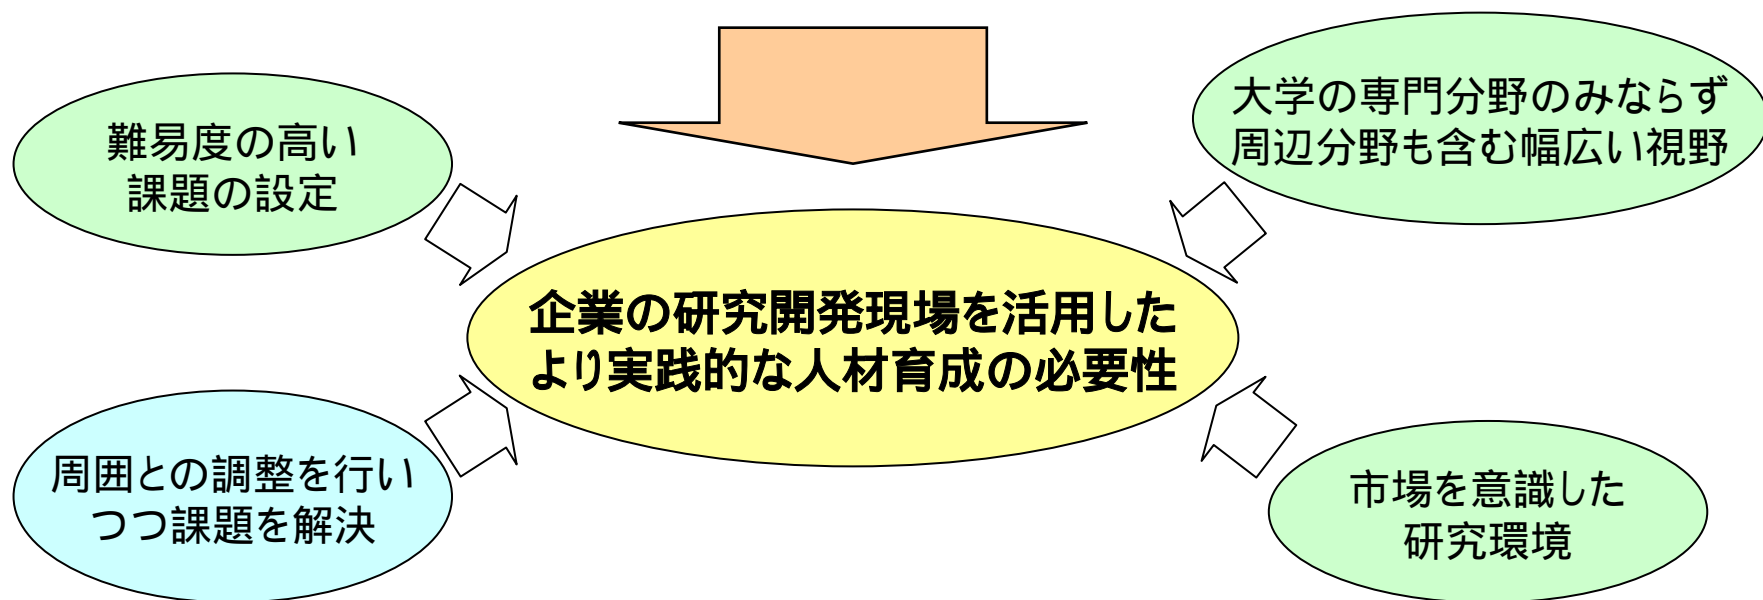 難易度の高い
課題の設定
大学の専門分野のみならず
周辺分野も含む幅広い視野
企業の研究開発現場を活用した
より実践的な人材育成の必要性
周囲との調整を行い
つつ課題を解決
市場を意識した
研究環境